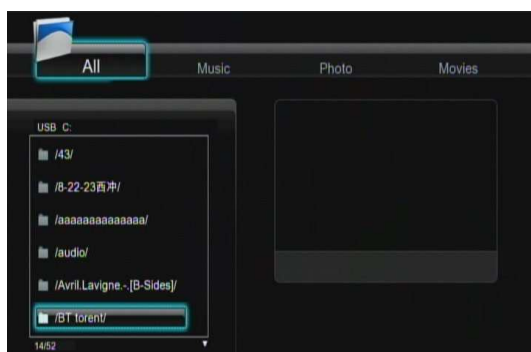 All Music Photo Movies
USB C:
/43/
/8-22-23西冲/
/aaaaaaaaaaaaaa/
/audio/
/Avril.Lavigne.-.[B-Sides]/
/BT torent/
14/52